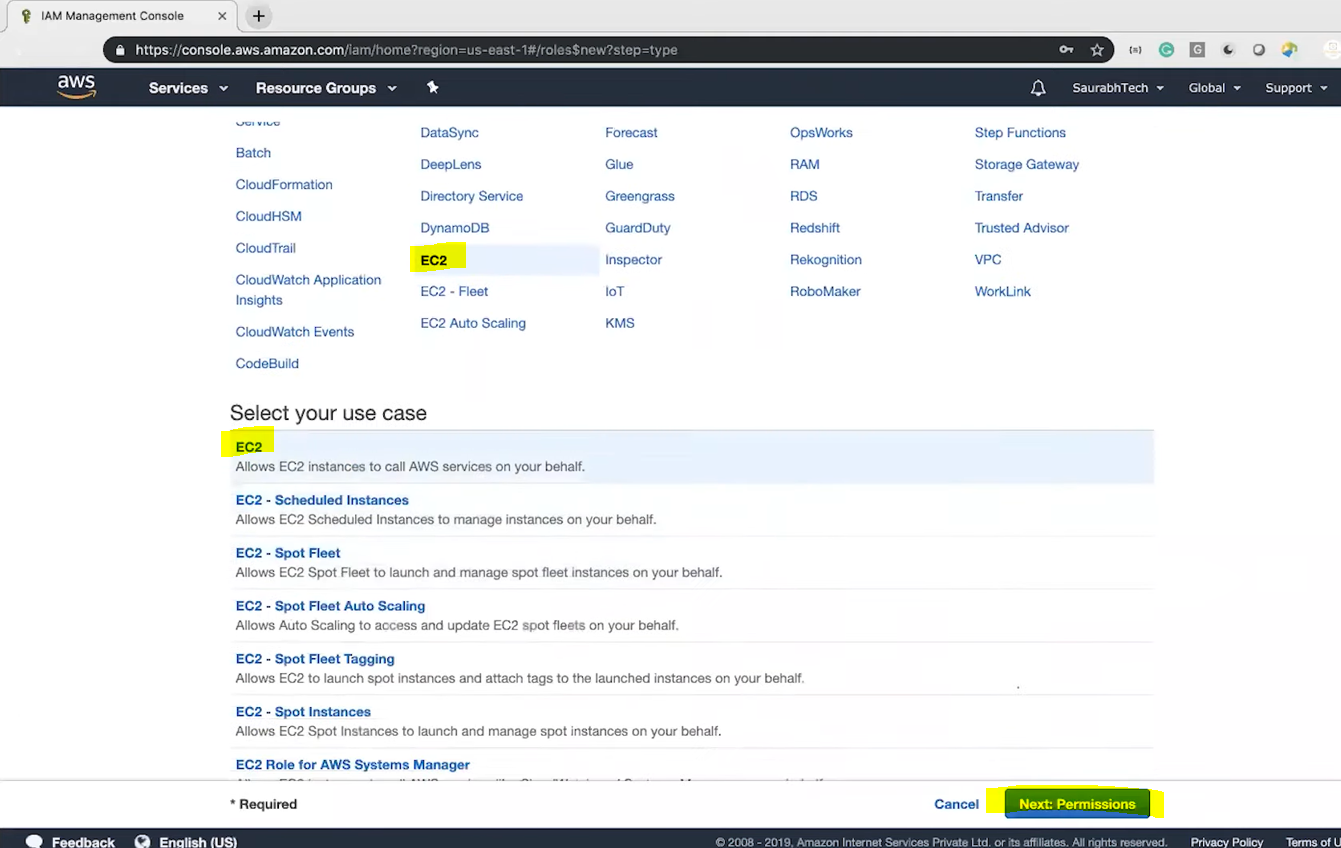 IAM Management Console
https://console.aws.amazon.com/iam/home?region=us-east-1#/roles$new?step=type
aws
Services
Resource Groups
SaurabhTech
Global
Support
Service
Batch
CloudFormation
CloudHSM
CloudTrail
CloudWatch Application
Insights
CloudWatch Events
CodeBuild
DataSync
DeepLens
Directory Service
DynamoDB
EC2
EC2 - Fleet
EC2 Auto Scaling
Forecast
Glue
Greengrass
GuardDuty
Inspector
IoT
KMS
OpsWorks
RAM
RDS
Redshift
Rekognition
RoboMaker
Step Functions
Storage Gateway
Transfer
Trusted Advisor
VPC
WorkLink
Select your use case
EC2
Allows EC2 instances to call AWS services on your behalf.
EC2 - Scheduled Instances
Allows EC2 Scheduled Instances to manage instances on your behalf.
EC2 - Spot Fleet
Allows EC2 Spot Fleet to launch and manage spot fleet instances on your behalf.
EC2 - Spot Fleet Auto Scaling
Allows Auto Scaling to access and update EC2 spot fleets on your behalf.
EC2 - Spot Fleet Tagging
Allows EC2 to launch spot instances and attach tags to the launched instances on your behalf.
EC2 - Spot Instances
Allows EC2 Spot Instances to launch and manage spot instances on your behalf.
EC2 Role for AWS Systems Manager
* Required
Cancel
Next: Permissions
Feedback
English (US)
© 2008 - 2019, Amazon Internet Services Private Ltd. or its affiliates. All rights reserved.
Privacy Policy
Terms of U